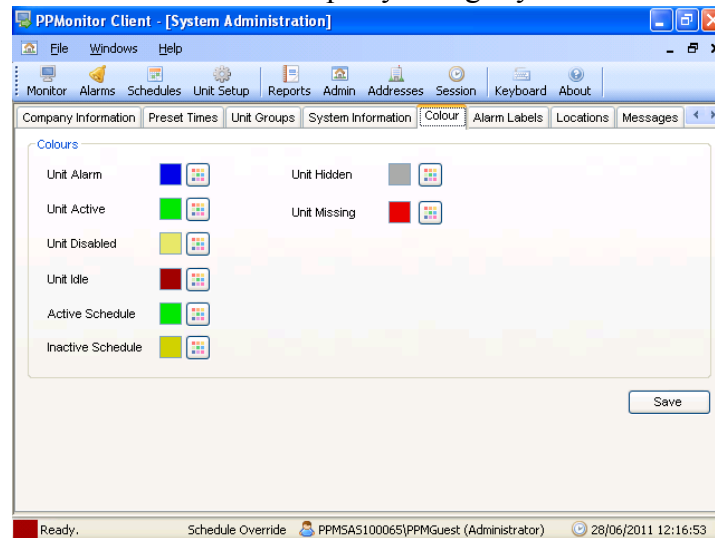 PPMonitor Client - [System Administration]
File Windows Help
Monitor Alarms Schedules Unit Setup Reports Admin Addresses Session Keyboard About
Company Information Preset Times Unit Groups System Information Colour Alarm Labels Locations Messages
Colours
Unit Alarm Unit Hidden
Unit Active Unit Missing
Unit Disabled
Unit Idle
Active Schedule
Inactive Schedule
Save
Ready. Schedule Override PPMSAS100065\PPMGuest (Administrator) 28/06/2011 12:16:53